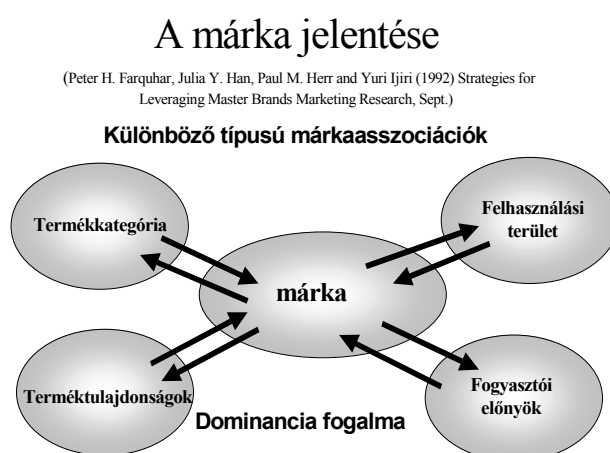 A márka jelentése
(Peter H. Farquhar, Julia Y. Han, Paul M. Herr and Yuri Ijiri (1992) Strategies for
Leveraging Master Brands Marketing Research, Sept.)
Különböző típusú márkaasszociációk
Termékkategória
Felhasználási
terület
márka
Terméktulajdonságok
Fogyasztói
előnyök
Dominancia fogalma